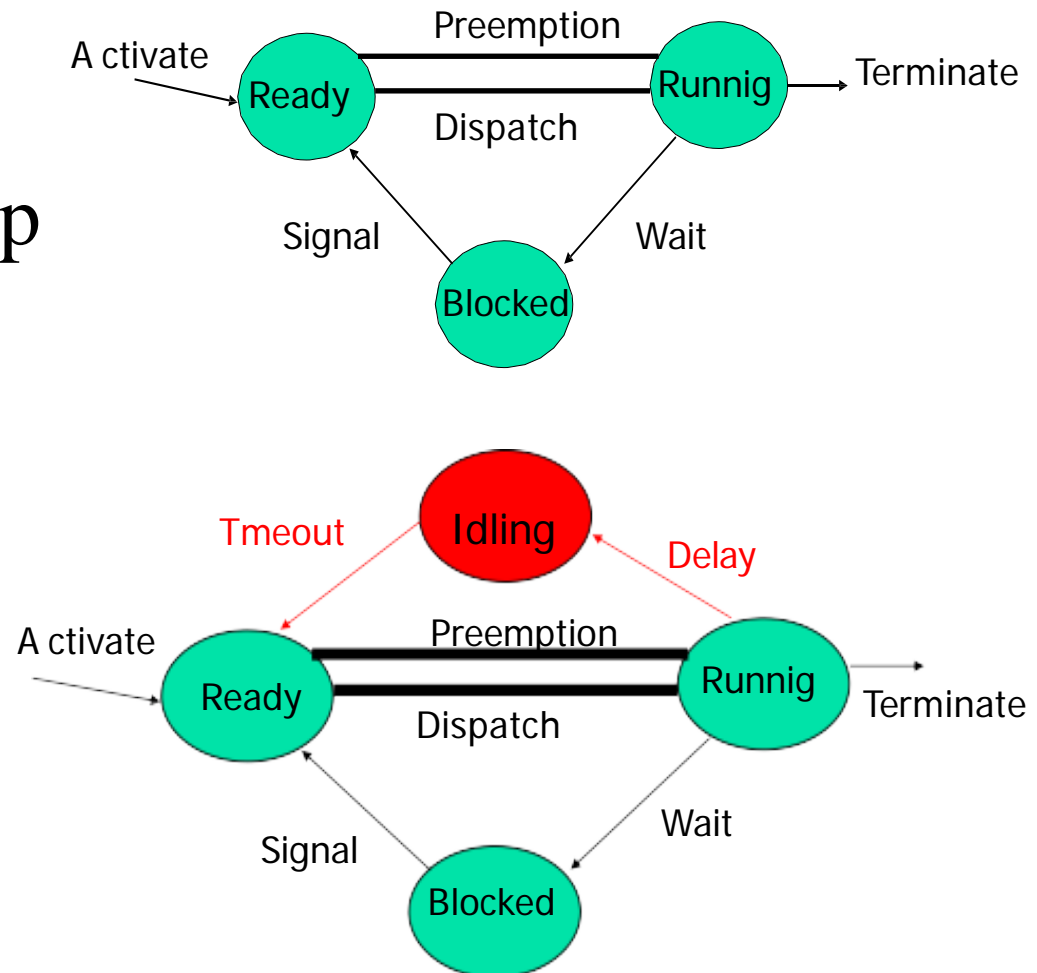 Preemption
A ctivate
Ready
Runnig
Terminate
Dispatch
p
Signal
Wait
Blocked
Idling
Tmeout
Delay
A ctivate
Preemption
Ready
Runnig
Terminate
Dispatch
Wait
Signal
Blocked